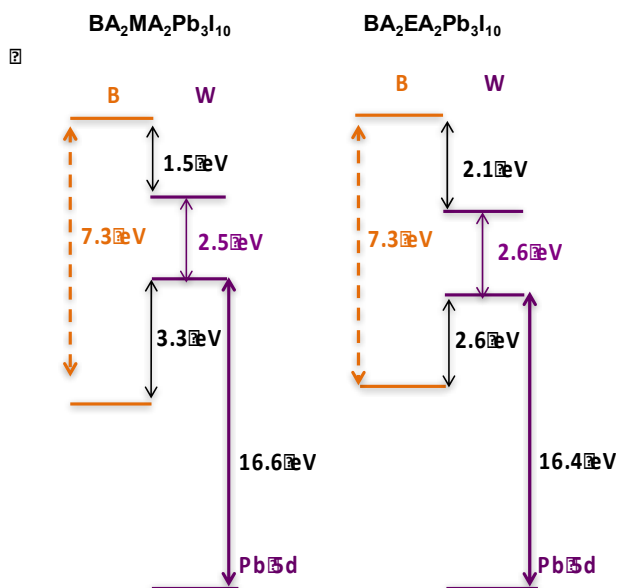 BA₂MA₂Pb₃I₁₀
BA₂EA₂Pb₃I₁₀
B W
B W
1.5 eV
2.1 eV
7.3 eV
2.5 eV
7.3 eV
2.6 eV
3.3 eV
2.6 eV
16.6 eV
16.4 eV
Pb 5d
Pb 5d